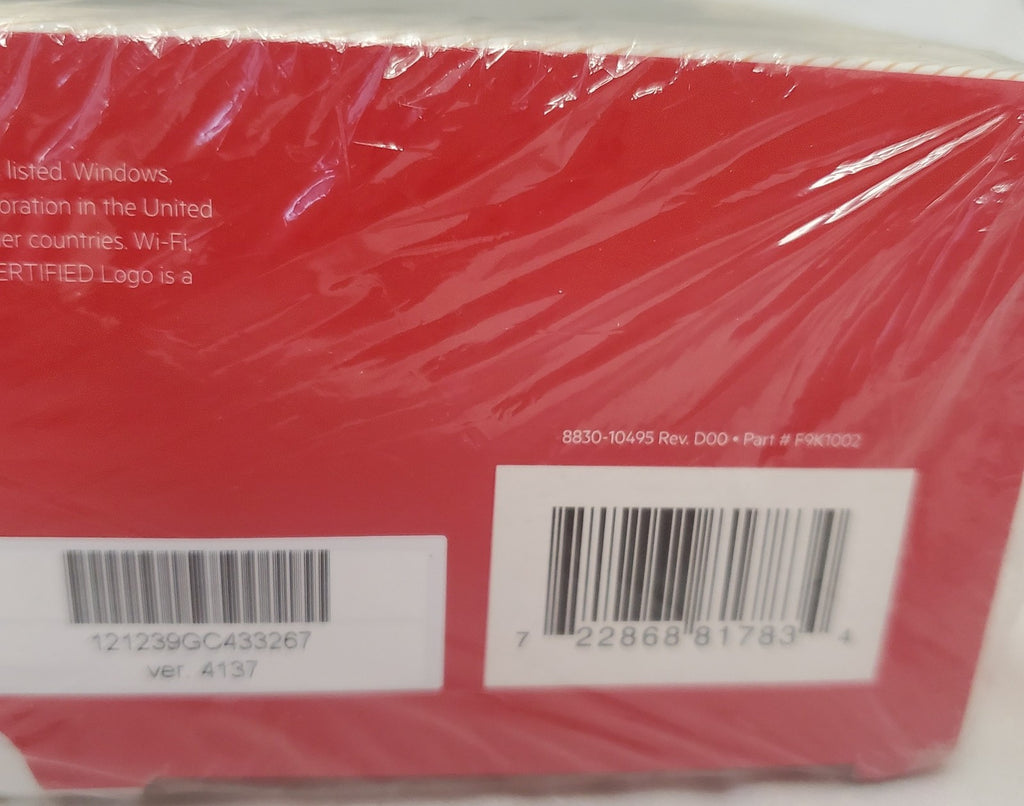 listed. Windows,
oration in the United
er countries. Wi-Fi,
ERTIFIED Logo is a
8830-10495 Rev. D00 • Part # F9K1002
7 22868 81783 4
121239GC433267
ver. 4137